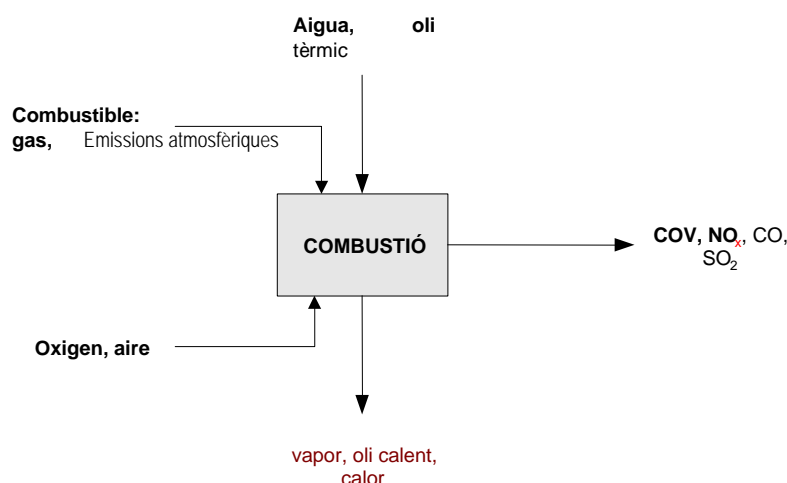 Aigua, oli
tèrmic
Combustible:
gas, Emissions atmosfèriques
COMBUSTIÓ
COV, NOx, CO,
SO2
Oxigen, aire
vapor, oli calent,
calor